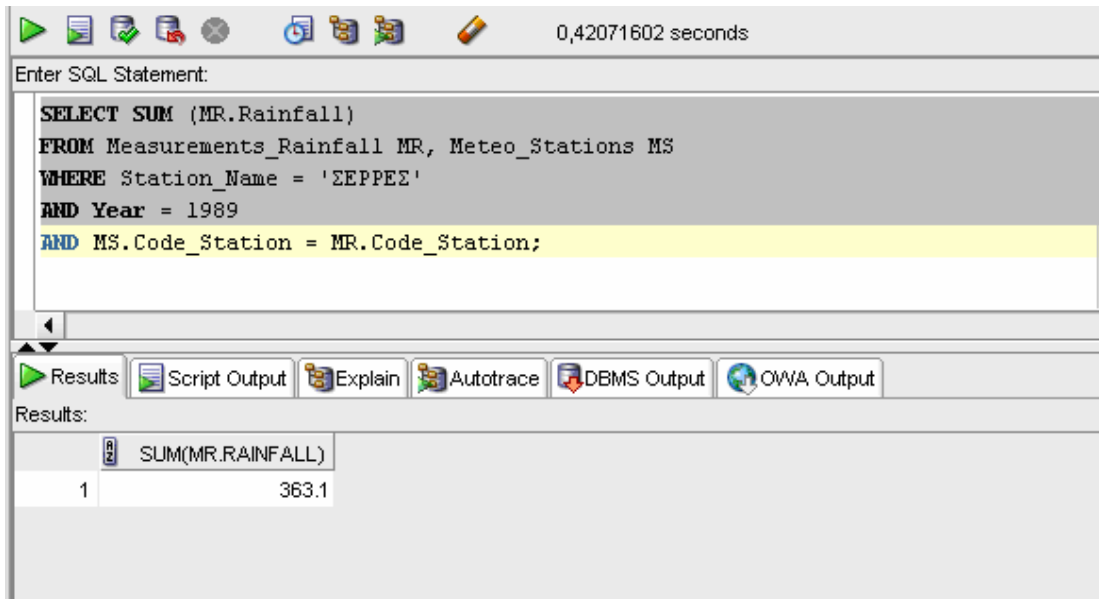 0,42071602 seconds
Enter SQL Statement:
SELECT SUM (MR.Rainfall)
FROM Measurements_Rainfall MR, Meteo_Stations MS
WHERE Station_Name = 'ΣΕΡΡΕΣ'
AND Year = 1989
AND MS.Code_Station = MR.Code_Station;
Results Script Output Explain Autotrace DBMS Output OWA Output
Results:
SUM(MR.RAINFALL)
1 363.1